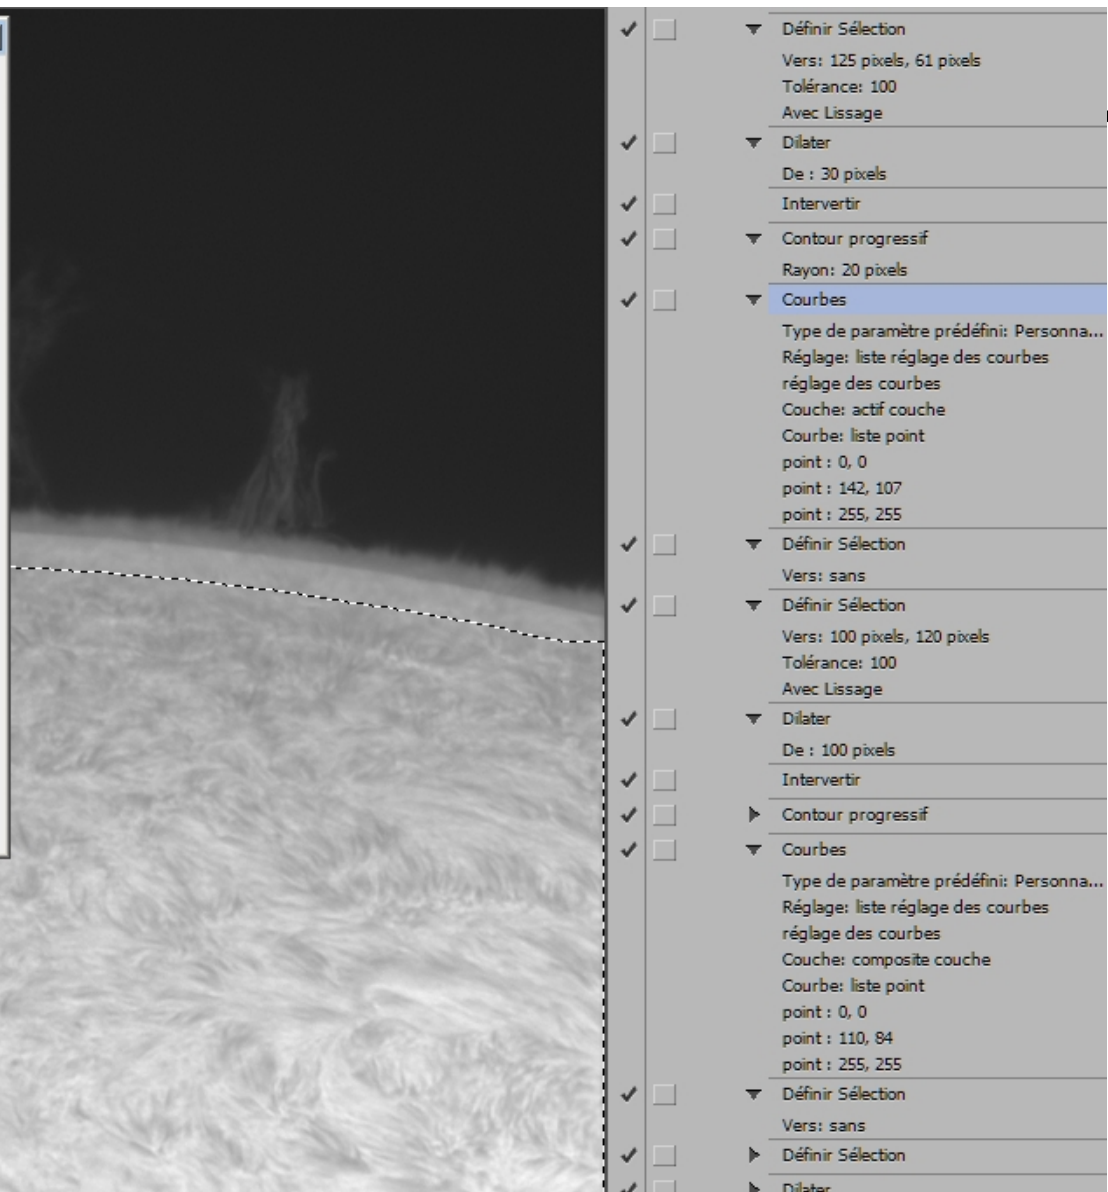 Définir Sélection
Vers: 125 pixels, 61 pixels
Tolérance: 100
Avec Lissage
Dilater
De : 30 pixels
Intervertir
Contour progressif
Rayon: 20 pixels
Courbes
Type de paramètre prédéfini: Personna...
Réglage: liste réglage des courbes
réglage des courbes
Couche: actif couche
Courbe: liste point
point : 0, 0
point : 142, 107
point : 255, 255
Définir Sélection
Vers: sans
Définir Sélection
Vers: 100 pixels, 120 pixels
Tolérance: 100
Avec Lissage
Dilater
De : 100 pixels
Intervertir
Contour progressif
Courbes
Type de paramètre prédéfini: Personna...
Réglage: liste réglage des courbes
réglage des courbes
Couche: composite couche
Courbe: liste point
point : 0, 0
point : 110, 84
point : 255, 255
Définir Sélection
Vers: sans
Définir Sélection
Dilater